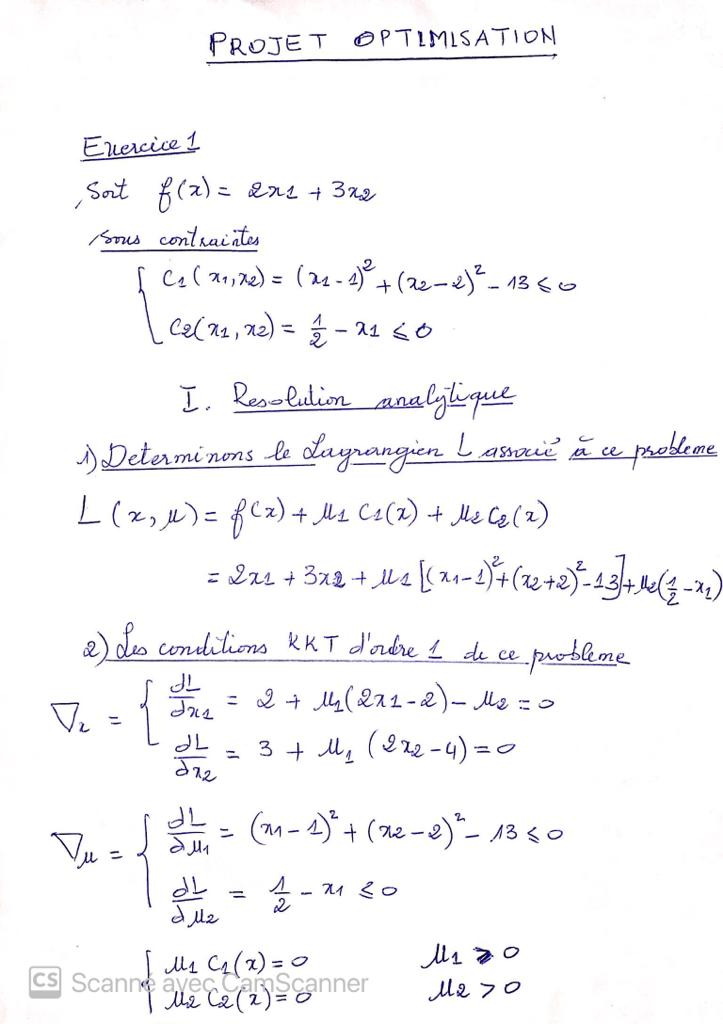 PROJET OPTIMISATION
Exercice 1
Soit f(x) = 2x1 + 3x2
sous contraintes
{ C1(x1,x2) = (x1-1)² + (x2-2)² - 13 ≤ 0
C2(x1,x2) = 1/2 - x1 ≤ 0
I. Resolution analytique
1) Determinons le Lagrangien L associé à ce probleme
L(x,μ) = f(x) + μ1 C1(x) + μ2 C2(x)
= 2x1 + 3x2 + μ1[(x1-1)² + (x2+2)² - 13] + μ2(1/2 - x1)
2) Les conditions KKT d'ordre 1 de ce probleme
∇x = { ∂L/∂x1 = 2 + μ1(2x1-2) - μ2 = 0
∂L/∂x2 = 3 + μ1(2x2-4) = 0
∇μ = { ∂L/∂μ1 = (x1-1)² + (x2-2)² - 13 ≤ 0
∂L/∂μ2 = 1/2 - x1 ≤ 0
{ μ1 C1(x) = 0 μ1 ≥ 0
μ2 C2(x) = 0 μ2 > 0
CS Scanné avec CamScanner